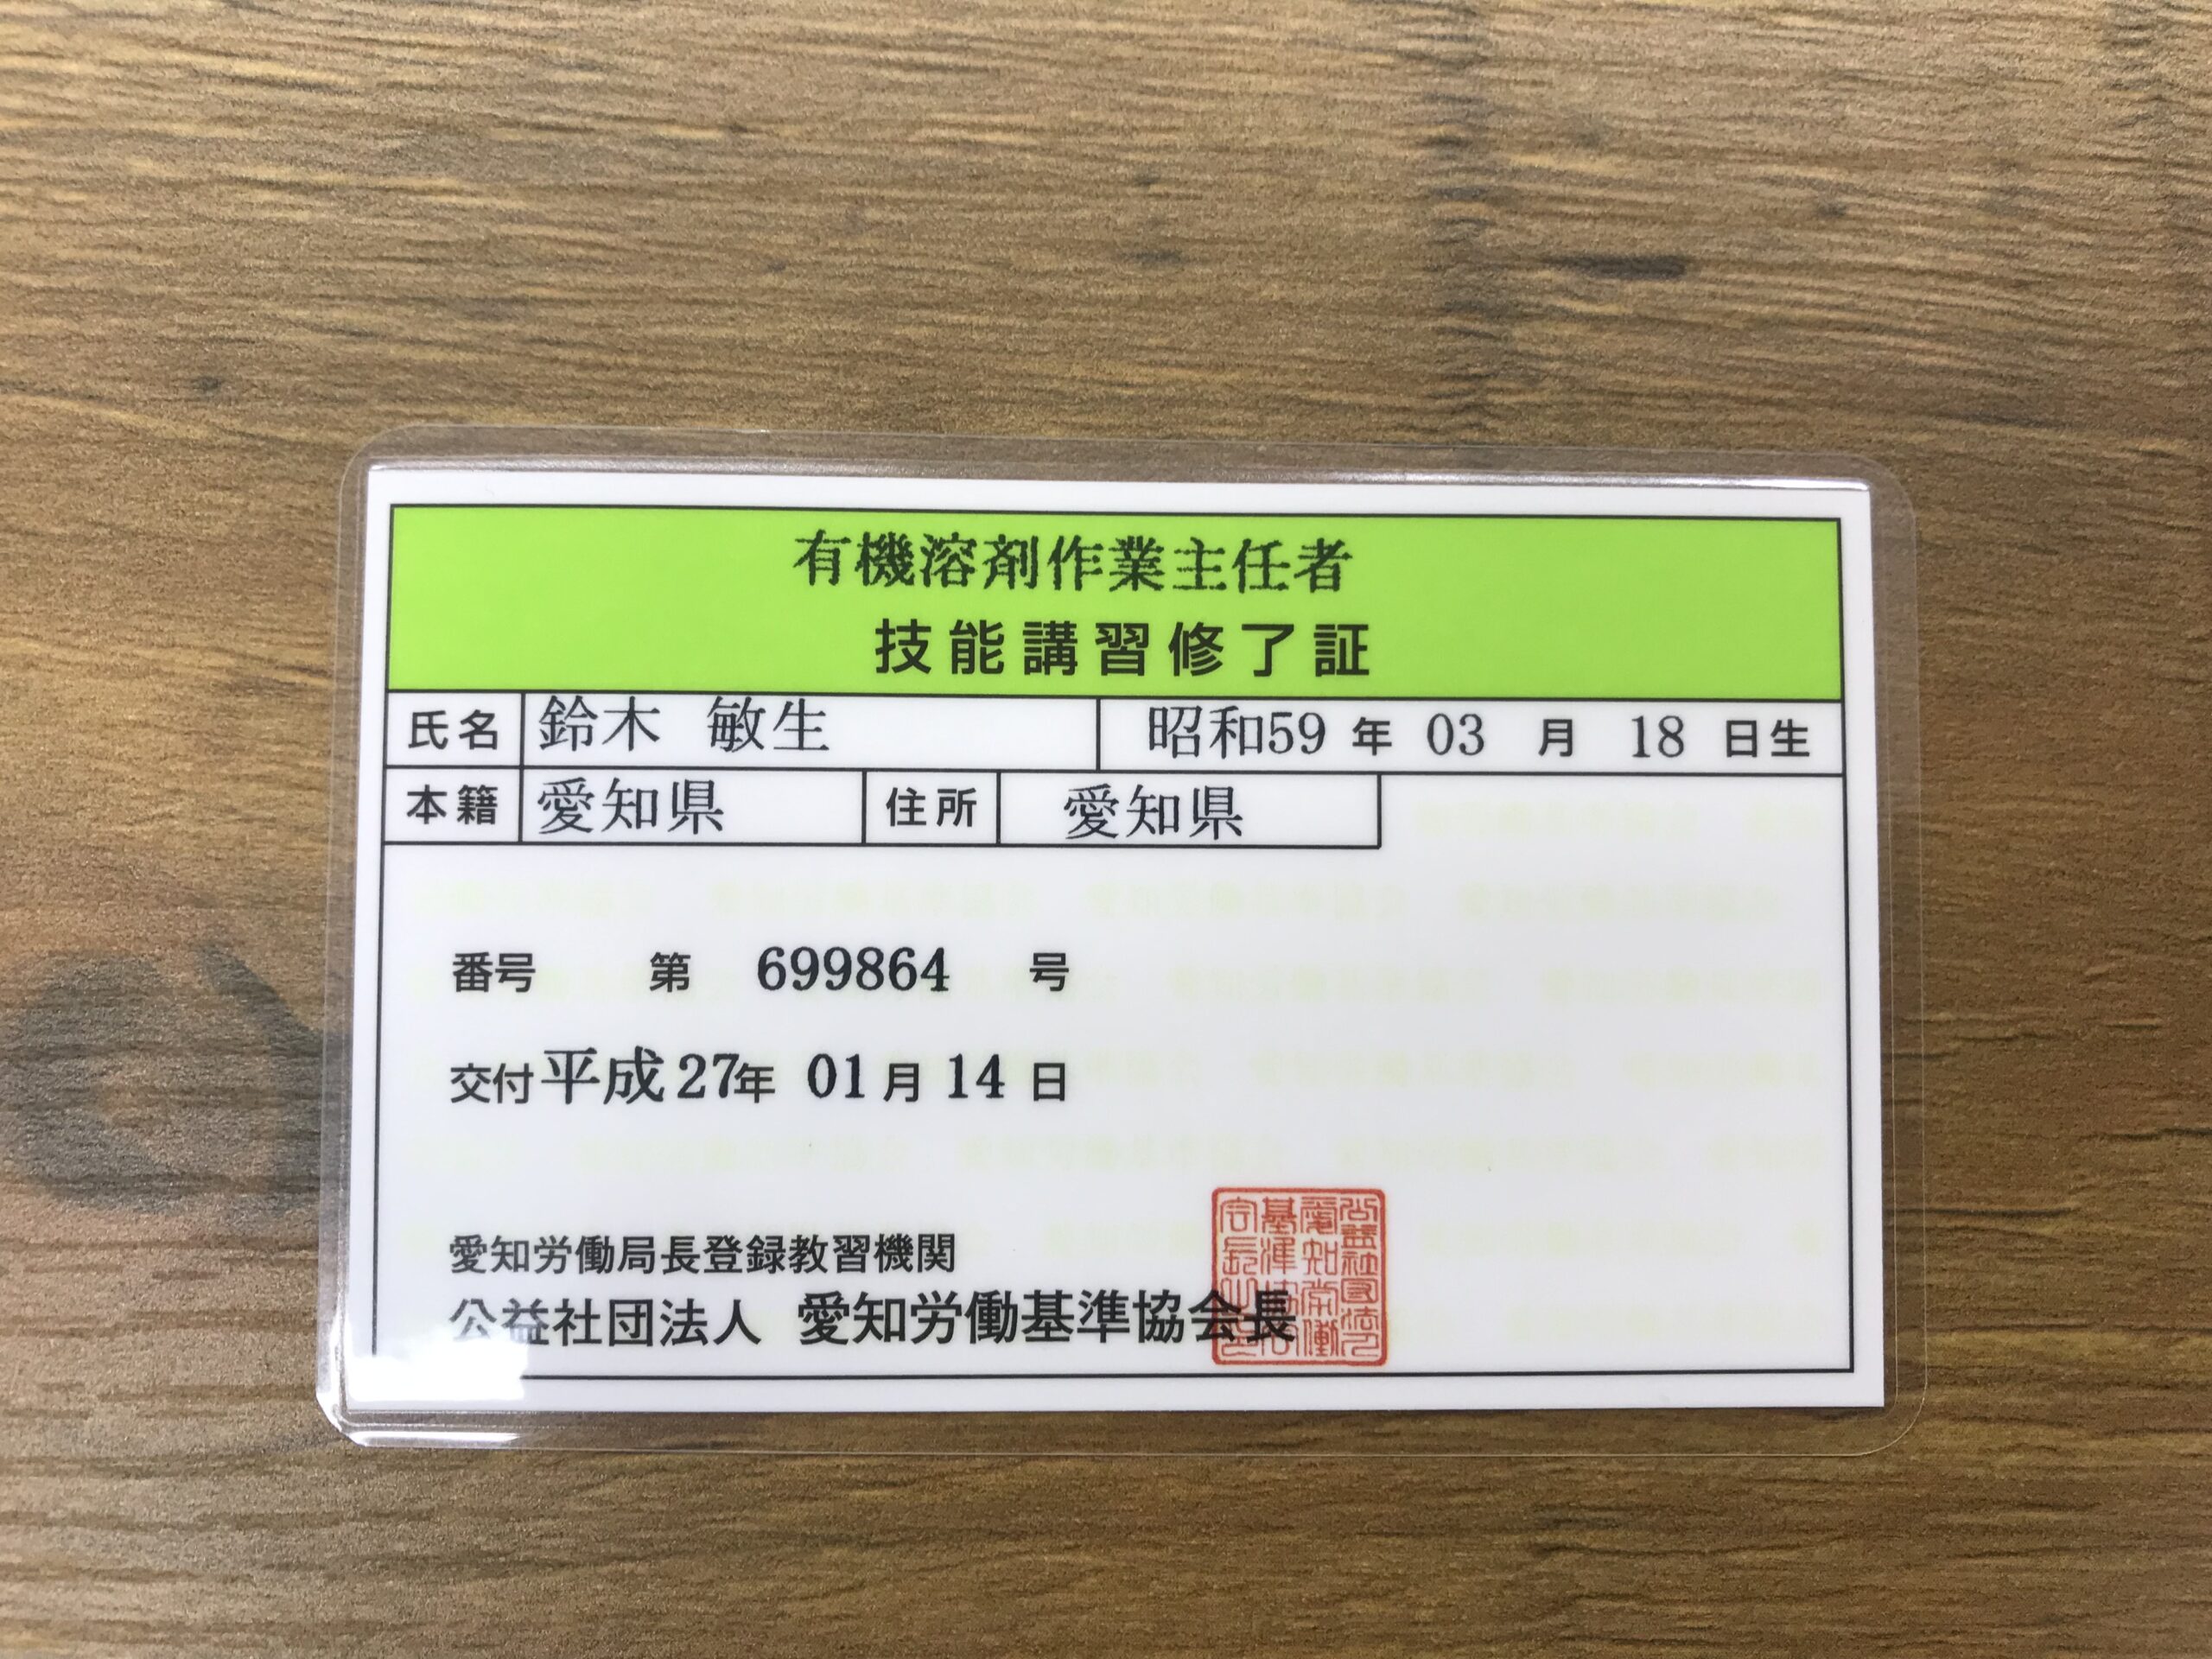 有機溶剤作業主任者
技能講習修了証
氏名 鈴木 敏生 昭和59 年 03 月 18 日生
本籍 愛知県 住所 愛知県
番号 第 699864 号
交付 平成27年 01月 14 日
愛知労働局長登録教習機関
公益社団法人 愛知労働基準協会長